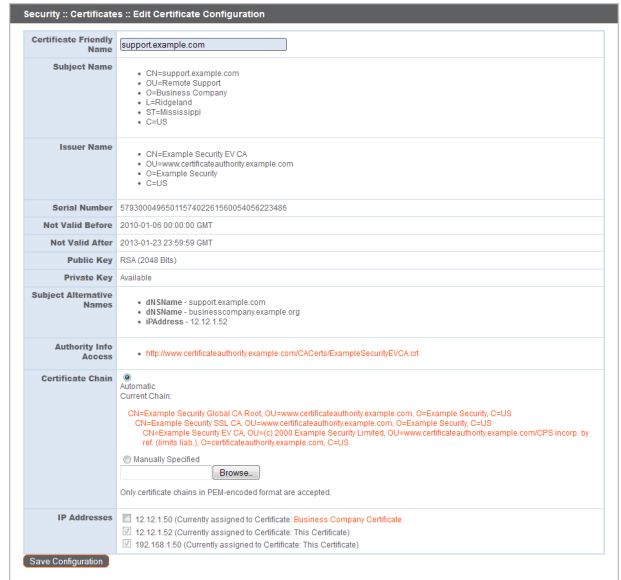 Security :: Certificates :: Edit Certificate Configuration
Certificate Friendly Name
support.example.com
Subject Name
CN=support.example.com
OU=Remote Support
O=Business Company
L=Ridgeland
ST=Mississippi
C=US
Issuer Name
CN=Example Security EV CA
OU=www.certificateauthority.example.com
O=Example Security
C=US
Serial Number 57930004965011574022615600540562234​86
Not Valid Before 2010-01-06 00:00:00 GMT
Not Valid After 2013-01-23 23:59:59 GMT
Public Key RSA (2048 Bits)
Private Key Available
Subject Alternative Names
dNSName - support.example.com
dNSName - businesscompany.example.org
iPAddress - 12.12.1.52
Authority Info Access
http://www.certificateauthority.example.com/CACerts/ExampleSecurityEVCA.crt
Certificate Chain
Automatic
Current Chain:
CN=Example Security Global CA Root, OU=www.certificateauthority.example.com, O=Example Security, C=US
CN=Example Security SSL CA, OU=www.certificateauthority.example.com, O=Example Security, C=US
CN=Example Security EV CA, OU=(c) 2000 Example Security Limited, OU=www.certificateauthority.example.com/CPS incorp. by
ref. (limits liab.), O=certificateauthority.example.com, C=US
Manually Specified
Browse..
Only certificate chains in PEM-encoded format are accepted.
IP Addresses
12.12.1.50 (Currently assigned to Certificate: Business Company Certificate
12.12.1.52 (Currently assigned to Certificate: This Certificate)
192.168.1.50 (Currently assigned to Certificate: This Certificate)
Save Configuration